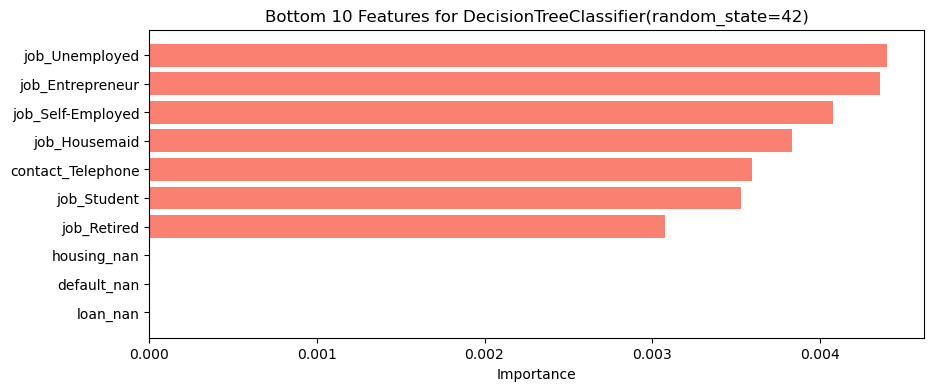 Bottom 10 Features for DecisionTreeClassifier(random_state=42)
job_Unemployed
job_Entrepreneur
job_Self-Employed
job_Housemaid
contact_Telephone
job_Student
job_Retired
housing_nan
default_nan
loan_nan
0.000 0.001 0.002 0.003 0.004
Importance